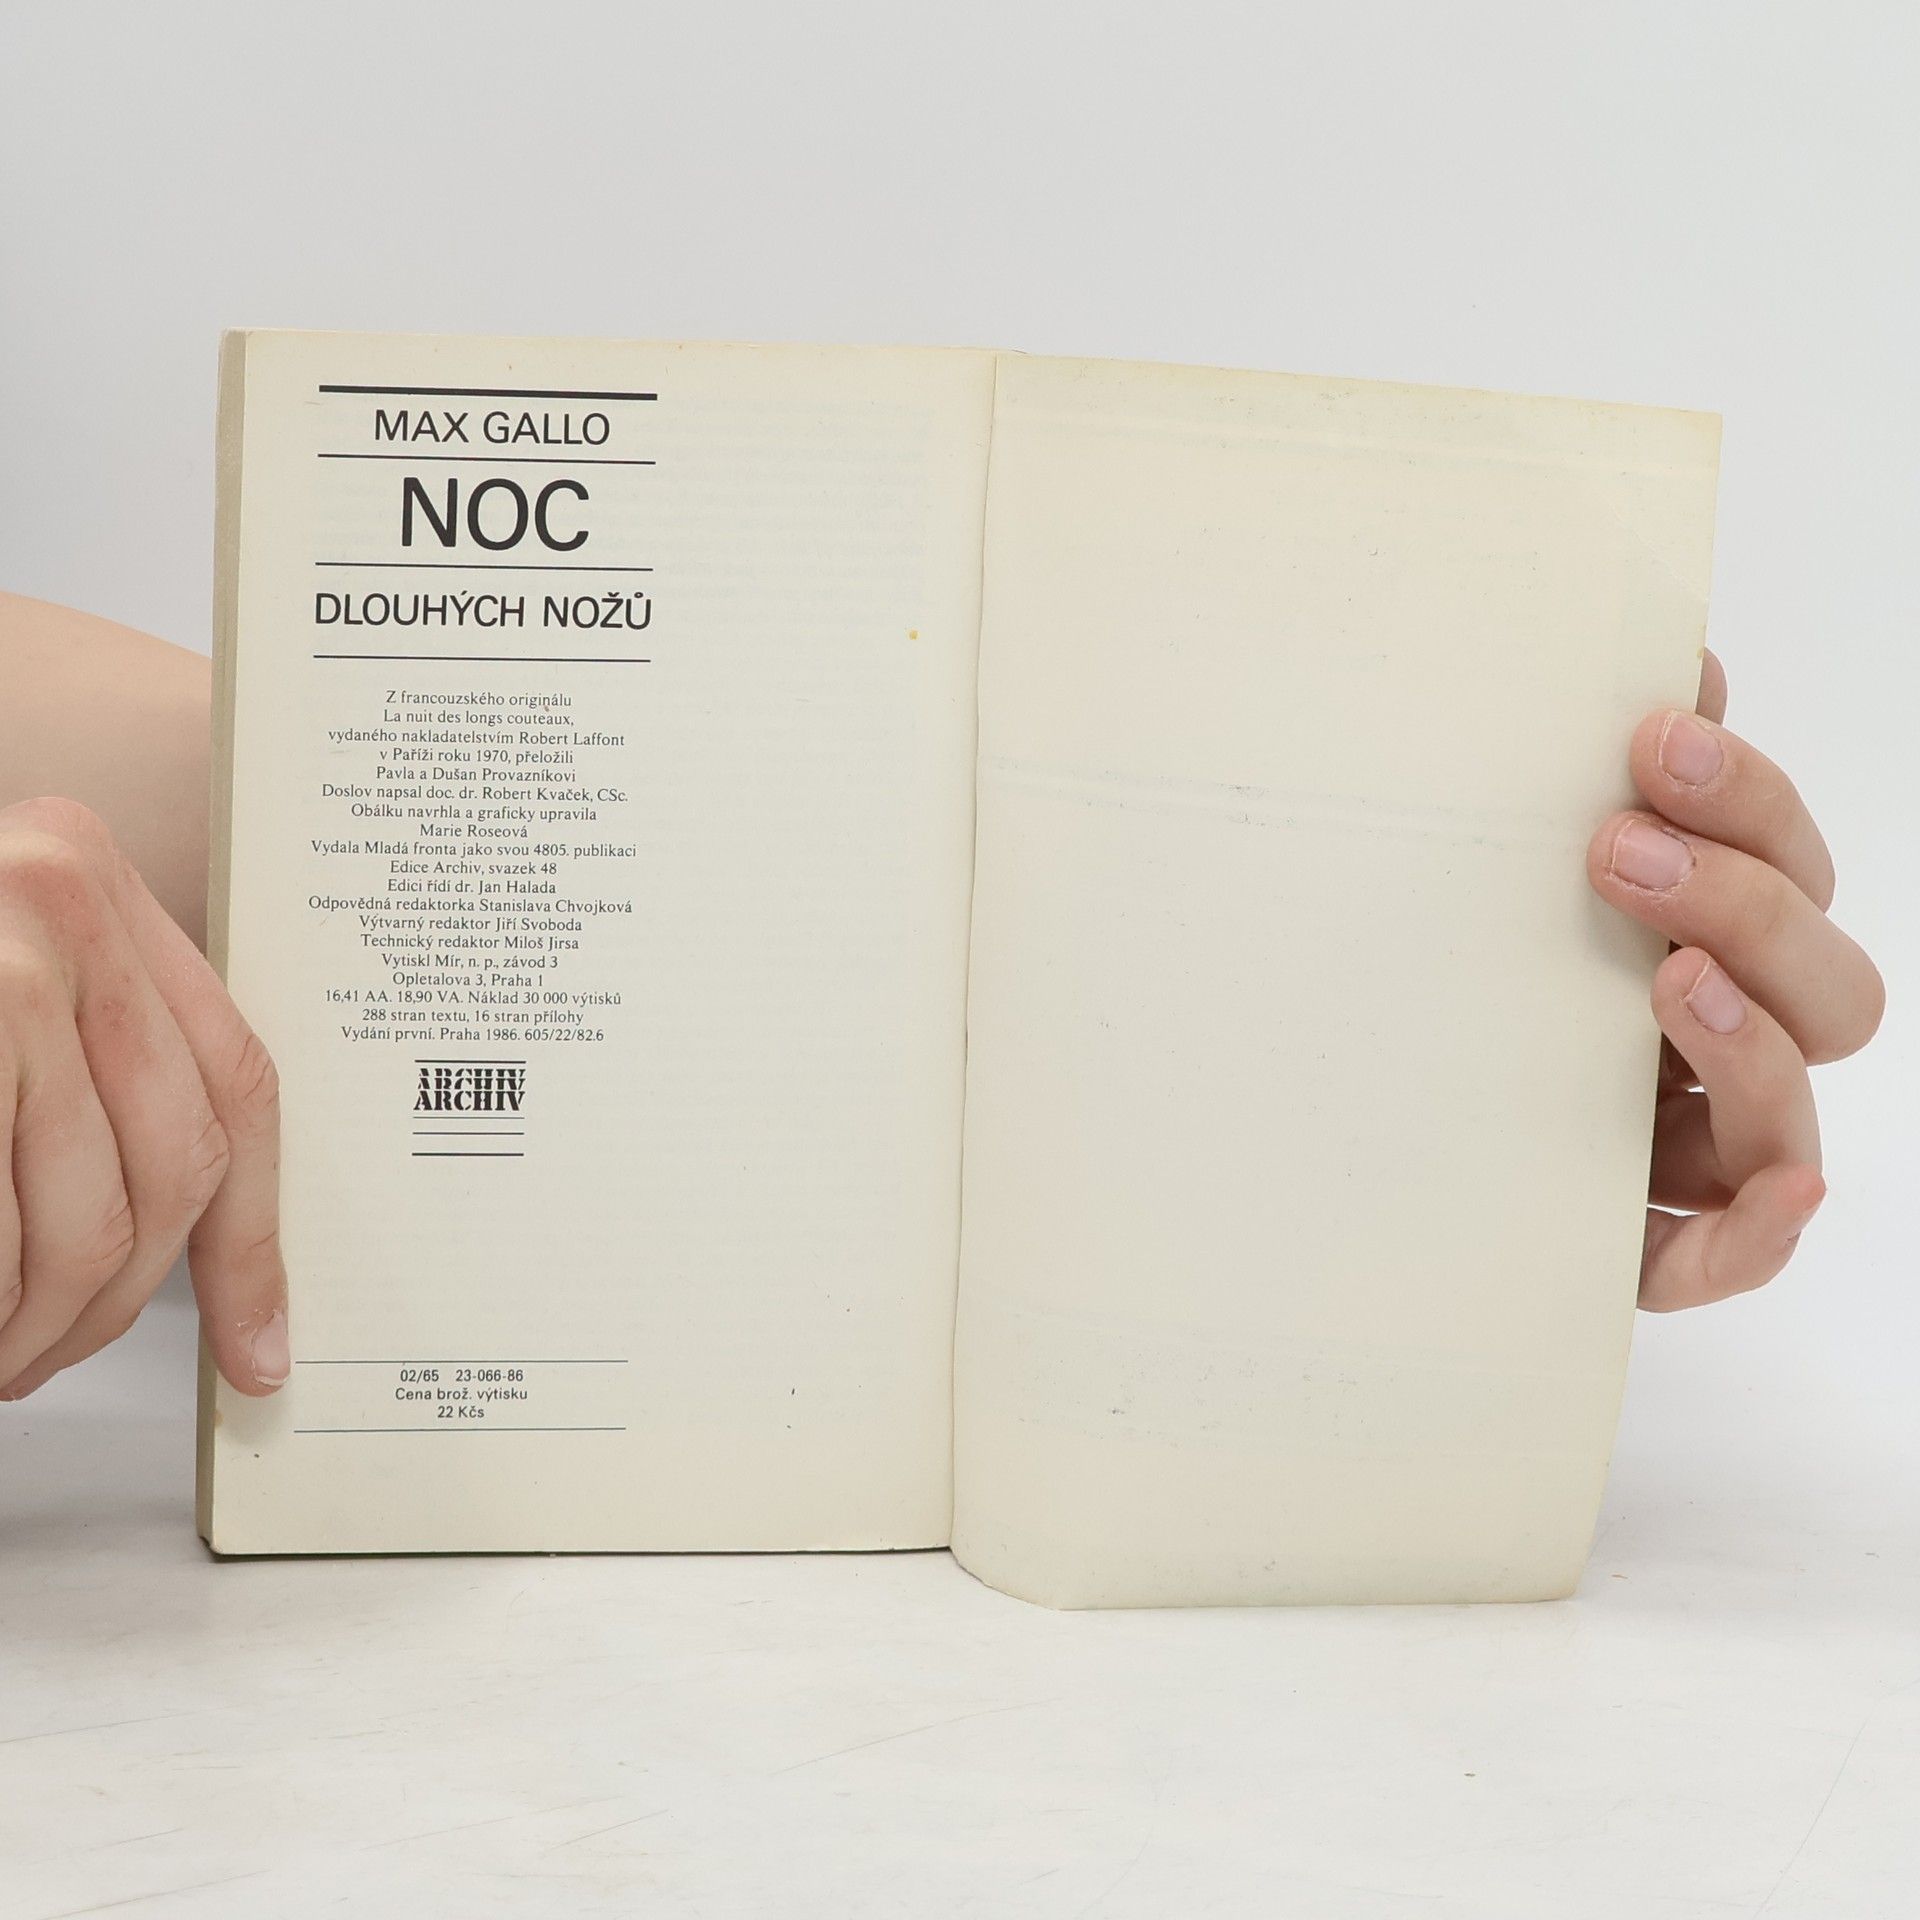 MAX GALLO
NOC
DLOUHÝCH NOŽŮ
Z francouzského originálu
La nuit des longs couteaux,
vydaného nakladatelstvím Robert Laffont
v Paříži roku 1970, přeložili
Pavla a Dušan Provazníkovi
Doslov napsal doc. dr. Robert Kvaček, CSc.
Obálku navrhla a graficky upravila
Marie Roseová
Vydala Mladá fronta jako svou 4805. publikaci
Edice Archiv, svazek 48
Edici řídí dr. Jan Halada
Odpovědná redaktorka Stanislava Chvojková
Výtvarný redaktor Jiří Svoboda
Technický redaktor Miloš Jirsa
Vytiskl Mír, n. p., závod 3
Opletalova 3, Praha 1
16,41 AA. 18,90 VA. Náklad 30 000 výtisků
288 stran textu, 16 stran přílohy
Vydání první. Praha 1986. 605/22/82.6
ARCHIV
ARCHIV
02/65 23-066-86
Cena brož. výtisku
22 Kčs